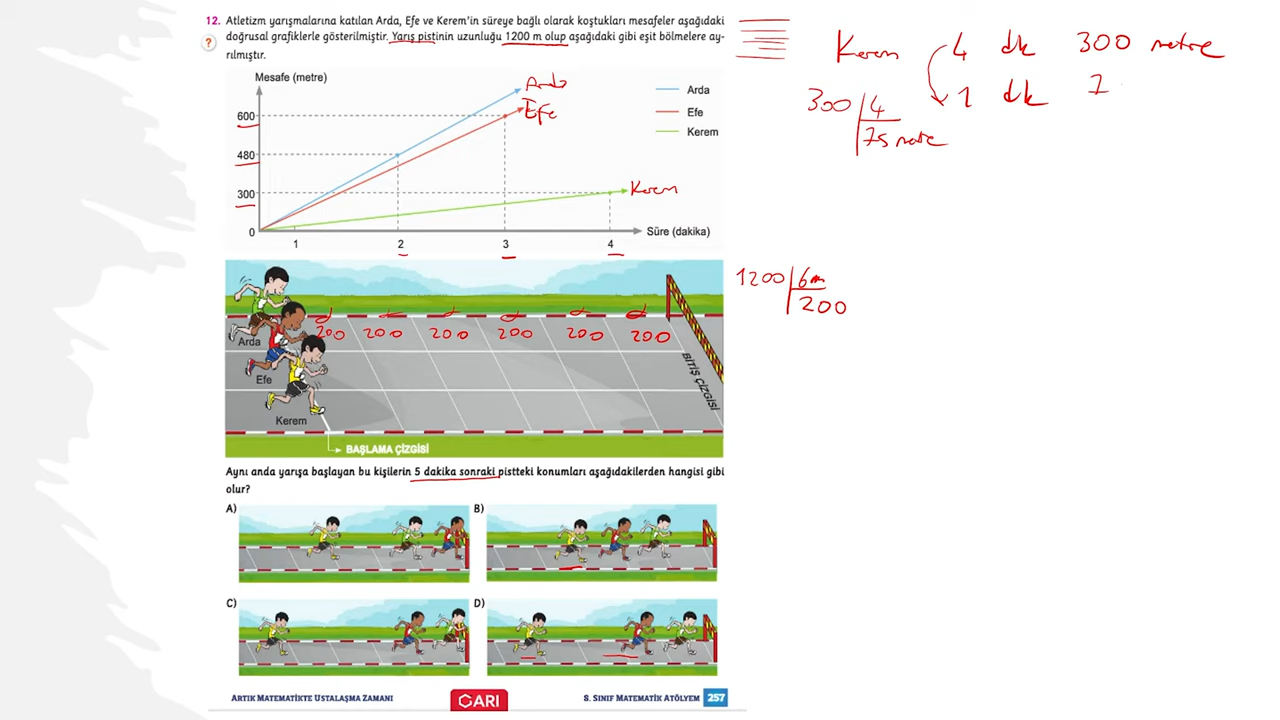 12. Atletizm yarışmalarına katılan Arda, Efe ve Kerem'in süreye bağlı olarak koştukları mesafeler aşağıdaki
? doğrusal grafiklerle gösterilmiştir. Yarış pistinin uzunluğu 1200 m olup aşağıdaki gibi eşit bölmelere ay-
rılmıştır.
Mesafe (metre)
600
480
300
0
1
2
3
4
Süre (dakika)
Arda
Efe
Kerem
Arda
Efe
Kerem
Kerem 4 dk 300 metre
1 dk 7
300 4
75 metre
1200 6m
200
200 200 200 200 200 200
Arda
Efe
Kerem
BİTİŞ ÇİZGİSİ
BAŞLAMA ÇİZGİSİ
Aynı anda yarışa başlayan bu kişilerin 5 dakika sonraki pistteki konumları aşağıdakilerden hangisi gibi
olur?
A)
B)
C)
D)
ARTIK MATEMATİKTE USTALAŞMA ZAMANI
ARI
8. SINIF MATEMATİK ATÖLYEM 257